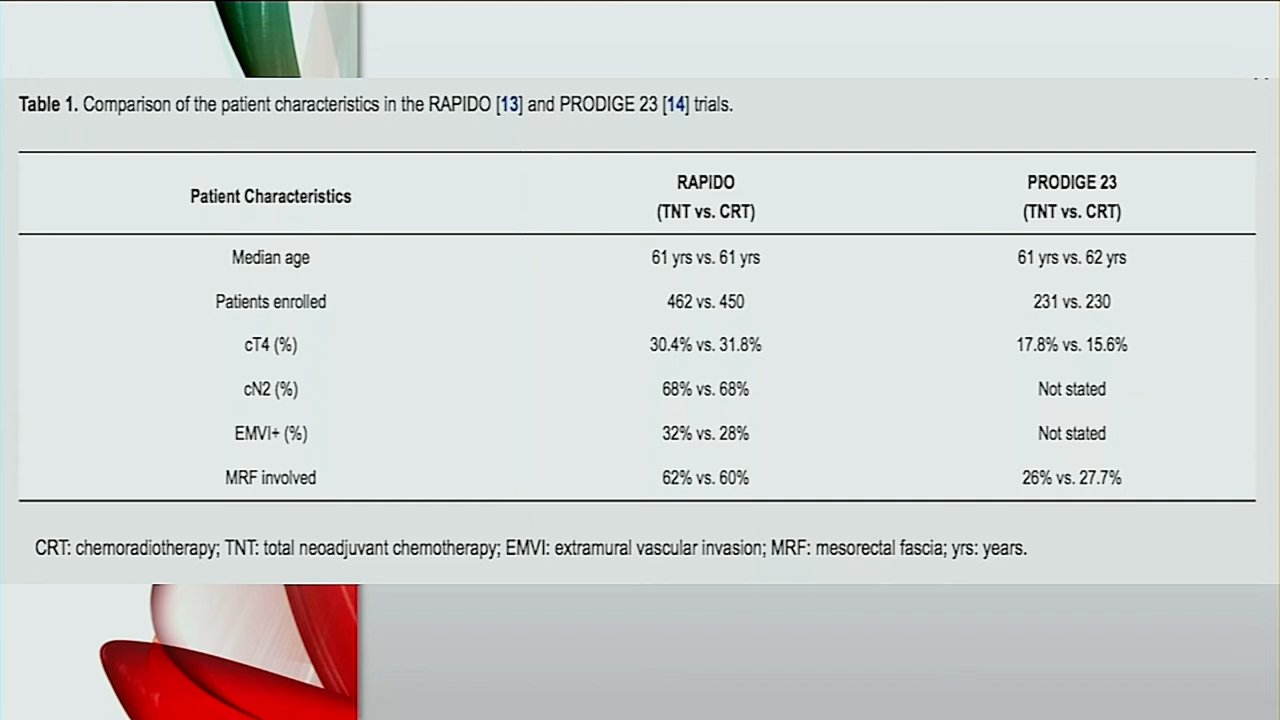 Table 1. Comparison of the patient characteristics in the RAPIDO [13] and PRODIGE 23 [14] trials.
Patient Characteristics RAPIDO (TNT vs. CRT) PRODIGE 23 (TNT vs. CRT)
Median age 61 yrs vs. 61 yrs 61 yrs vs. 62 yrs
Patients enrolled 462 vs. 450 231 vs. 230
cT4 (%) 30.4% vs. 31.8% 17.8% vs. 15.6%
cN2 (%) 68% vs. 68% Not stated
EMVI+ (%) 32% vs. 28% Not stated
MRF involved 62% vs. 60% 26% vs. 27.7%
CRT: chemoradiotherapy; TNT: total neoadjuvant chemotherapy; EMVI: extramural vascular invasion; MRF: mesorectal fascia; yrs: years.